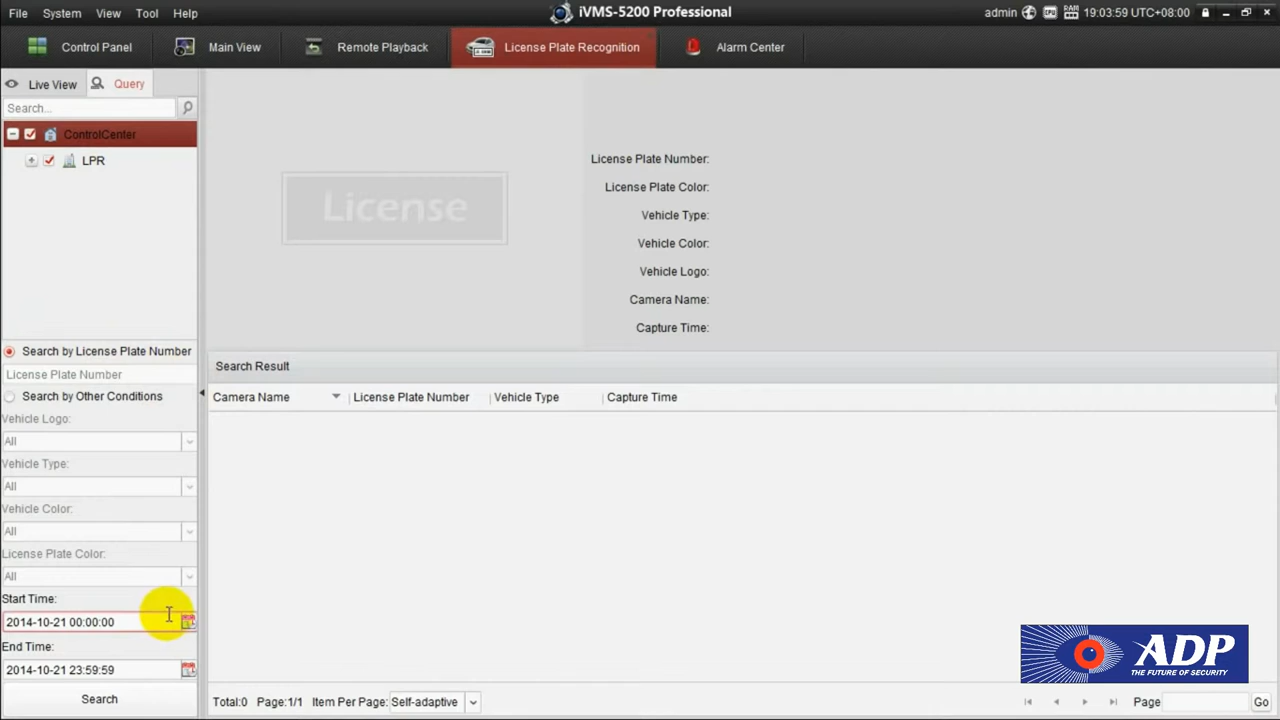 File System View Tool Help
iVMS-5200 Professional
admin CPU RAM 19:03:59 UTC+08:00
Control Panel Main View Remote Playback License Plate Recognition Alarm Center
Live View Query
Search...
ControlCenter
LPR
License
License Plate Number:
License Plate Color:
Vehicle Type:
Vehicle Color:
Vehicle Logo:
Camera Name:
Capture Time:
Search by License Plate Number
License Plate Number
Search by Other Conditions
Vehicle Logo:
All
Vehicle Type:
All
Vehicle Color:
All
License Plate Color:
All
Start Time:
2014-10-21 00:00:00
End Time:
2014-10-21 23:59:59
Search
Search Result
Camera Name License Plate Number Vehicle Type Capture Time
ADP
THE FUTURE OF SECURITY
Total:0 Page:1/1 Item Per Page: Self-adaptive Page Go